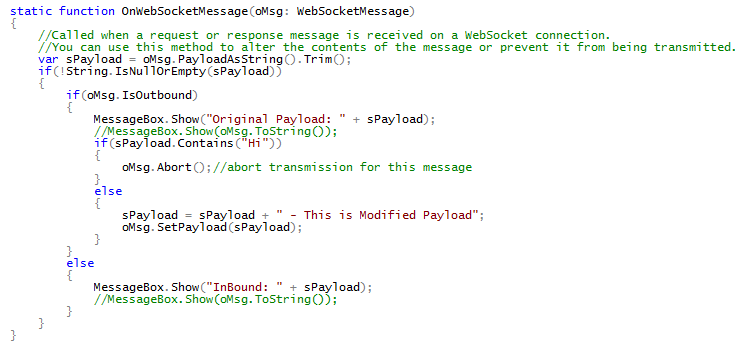 static function OnWebSocketMessage(oMsg: WebSocketMessage)
{
    //Called when a request or response message is received on a WebSocket connection.
    //You can use this method to alter the contents of the message or prevent it from being transmitted.
    var sPayload = oMsg.PayloadAsString().Trim();
    if(!String.IsNullOrEmpty(sPayload))
    {
        if(oMsg.IsOutbound)
        {
            MessageBox.Show("Original Payload: " + sPayload);
            //MessageBox.Show(oMsg.ToString());
            if(sPayload.Contains("Hi"))
            {
                oMsg.Abort();//abort transmission for this message
            }
            else
            {
                sPayload = sPayload + " - This is Modified Payload";
                oMsg.SetPayload(sPayload);
            }
        }
        else
        {
            MessageBox.Show("InBound: " + sPayload);
            //MessageBox.Show(oMsg.ToString());
        }
    }
}